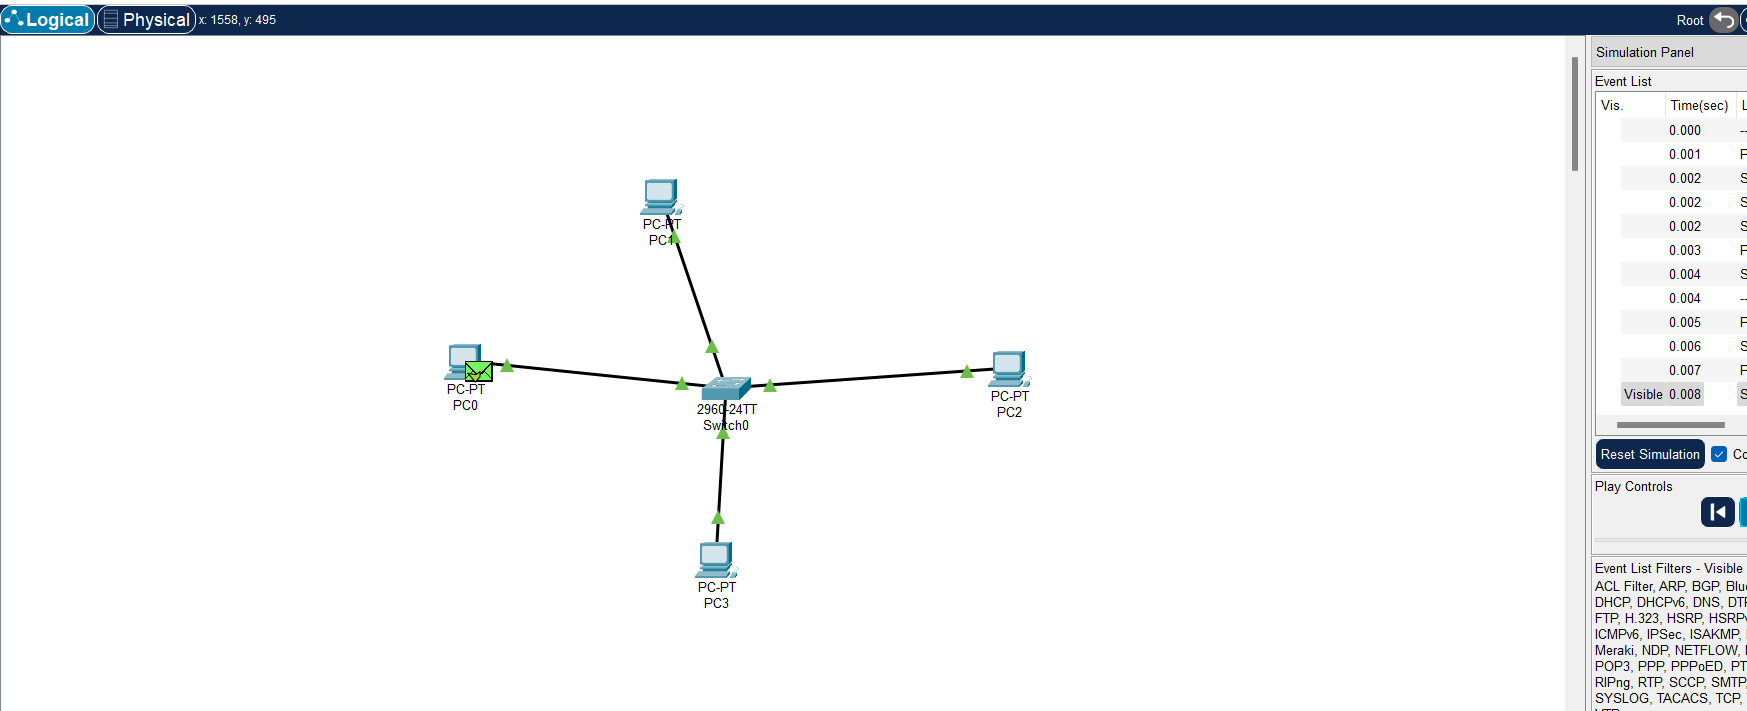 Logical Physical x: 1558, y: 495 Root
Simulation Panel
Event List
Vis. Time(sec)
0.000 --
0.001 P
0.002 S
0.002 S
0.002 S
0.003 P
0.004 S
0.004 --
0.005 P
0.006 S
0.007 P
Visible 0.008 S
PC-PT
PC1
PC-PT
PC0
2960-24TT
Switch0
PC-PT
PC2
PC-PT
PC3
Reset Simulation Co
Play Controls
Event List Filters - Visible
ACL Filter, ARP, BGP, Blu
DHCP, DHCPv6, DNS, DT
FTP, H.323, HSRP, HSRPv
ICMPv6, IPSec, ISAKMP,
Meraki, NDP, NETFLOW,
POP3, PPP, PPPoED, PT
RIPng, RTP, SCCP, SMTP,
SYSLOG, TACACS, TCP,